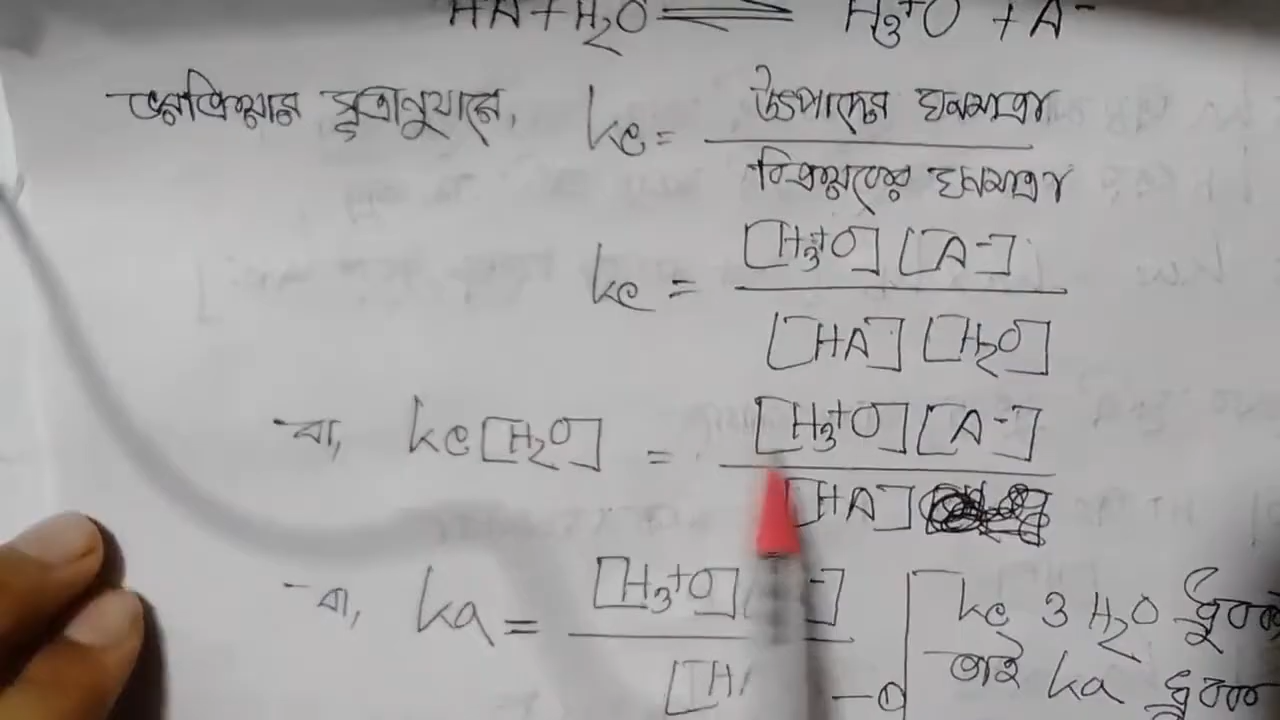 HA + H₂O ⇌ H₃⁺O + A⁻
ভরক্রিয়ার সূত্রানুযায়ে, kc = উৎপাদের ঘনমাত্রা / বিক্রিয়কের ঘনমাত্রা
kc = [H₃⁺O] [A⁻] / [HA] [H₂O]
বা, kc [H₂O] = [H₃⁺O] [A⁻] / [HA]
বা, ka = [H₃⁺O]
kc ও H₂O ধ্রুবক
তাই ka ধ্রুবক